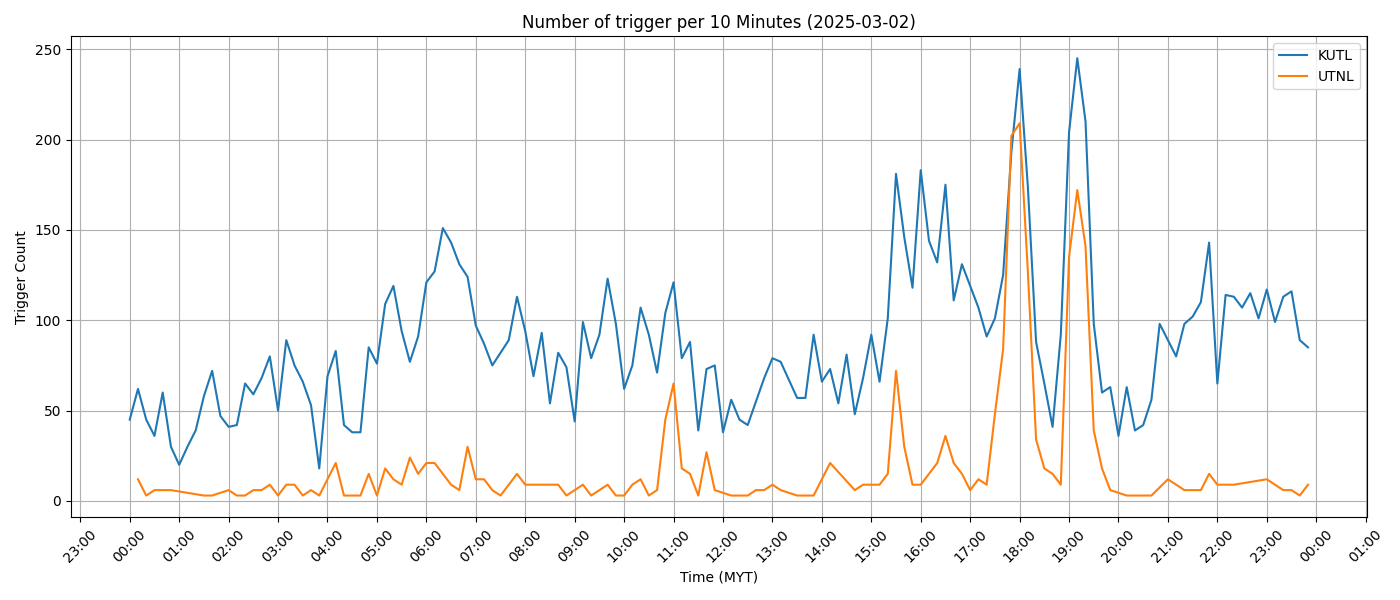 Number of trigger per 10 Minutes (2025-03-02)
KUTL
UTNL
Trigger Count
250
200
150
100
50
0
23:00 00:00 01:00 02:00 03:00 04:00 05:00 06:00 07:00 08:00 09:00 10:00 11:00 12:00 13:00 14:00 15:00 16:00 17:00 18:00 19:00 20:00 21:00 22:00 23:00 00:00 01:00
Time (MYT)